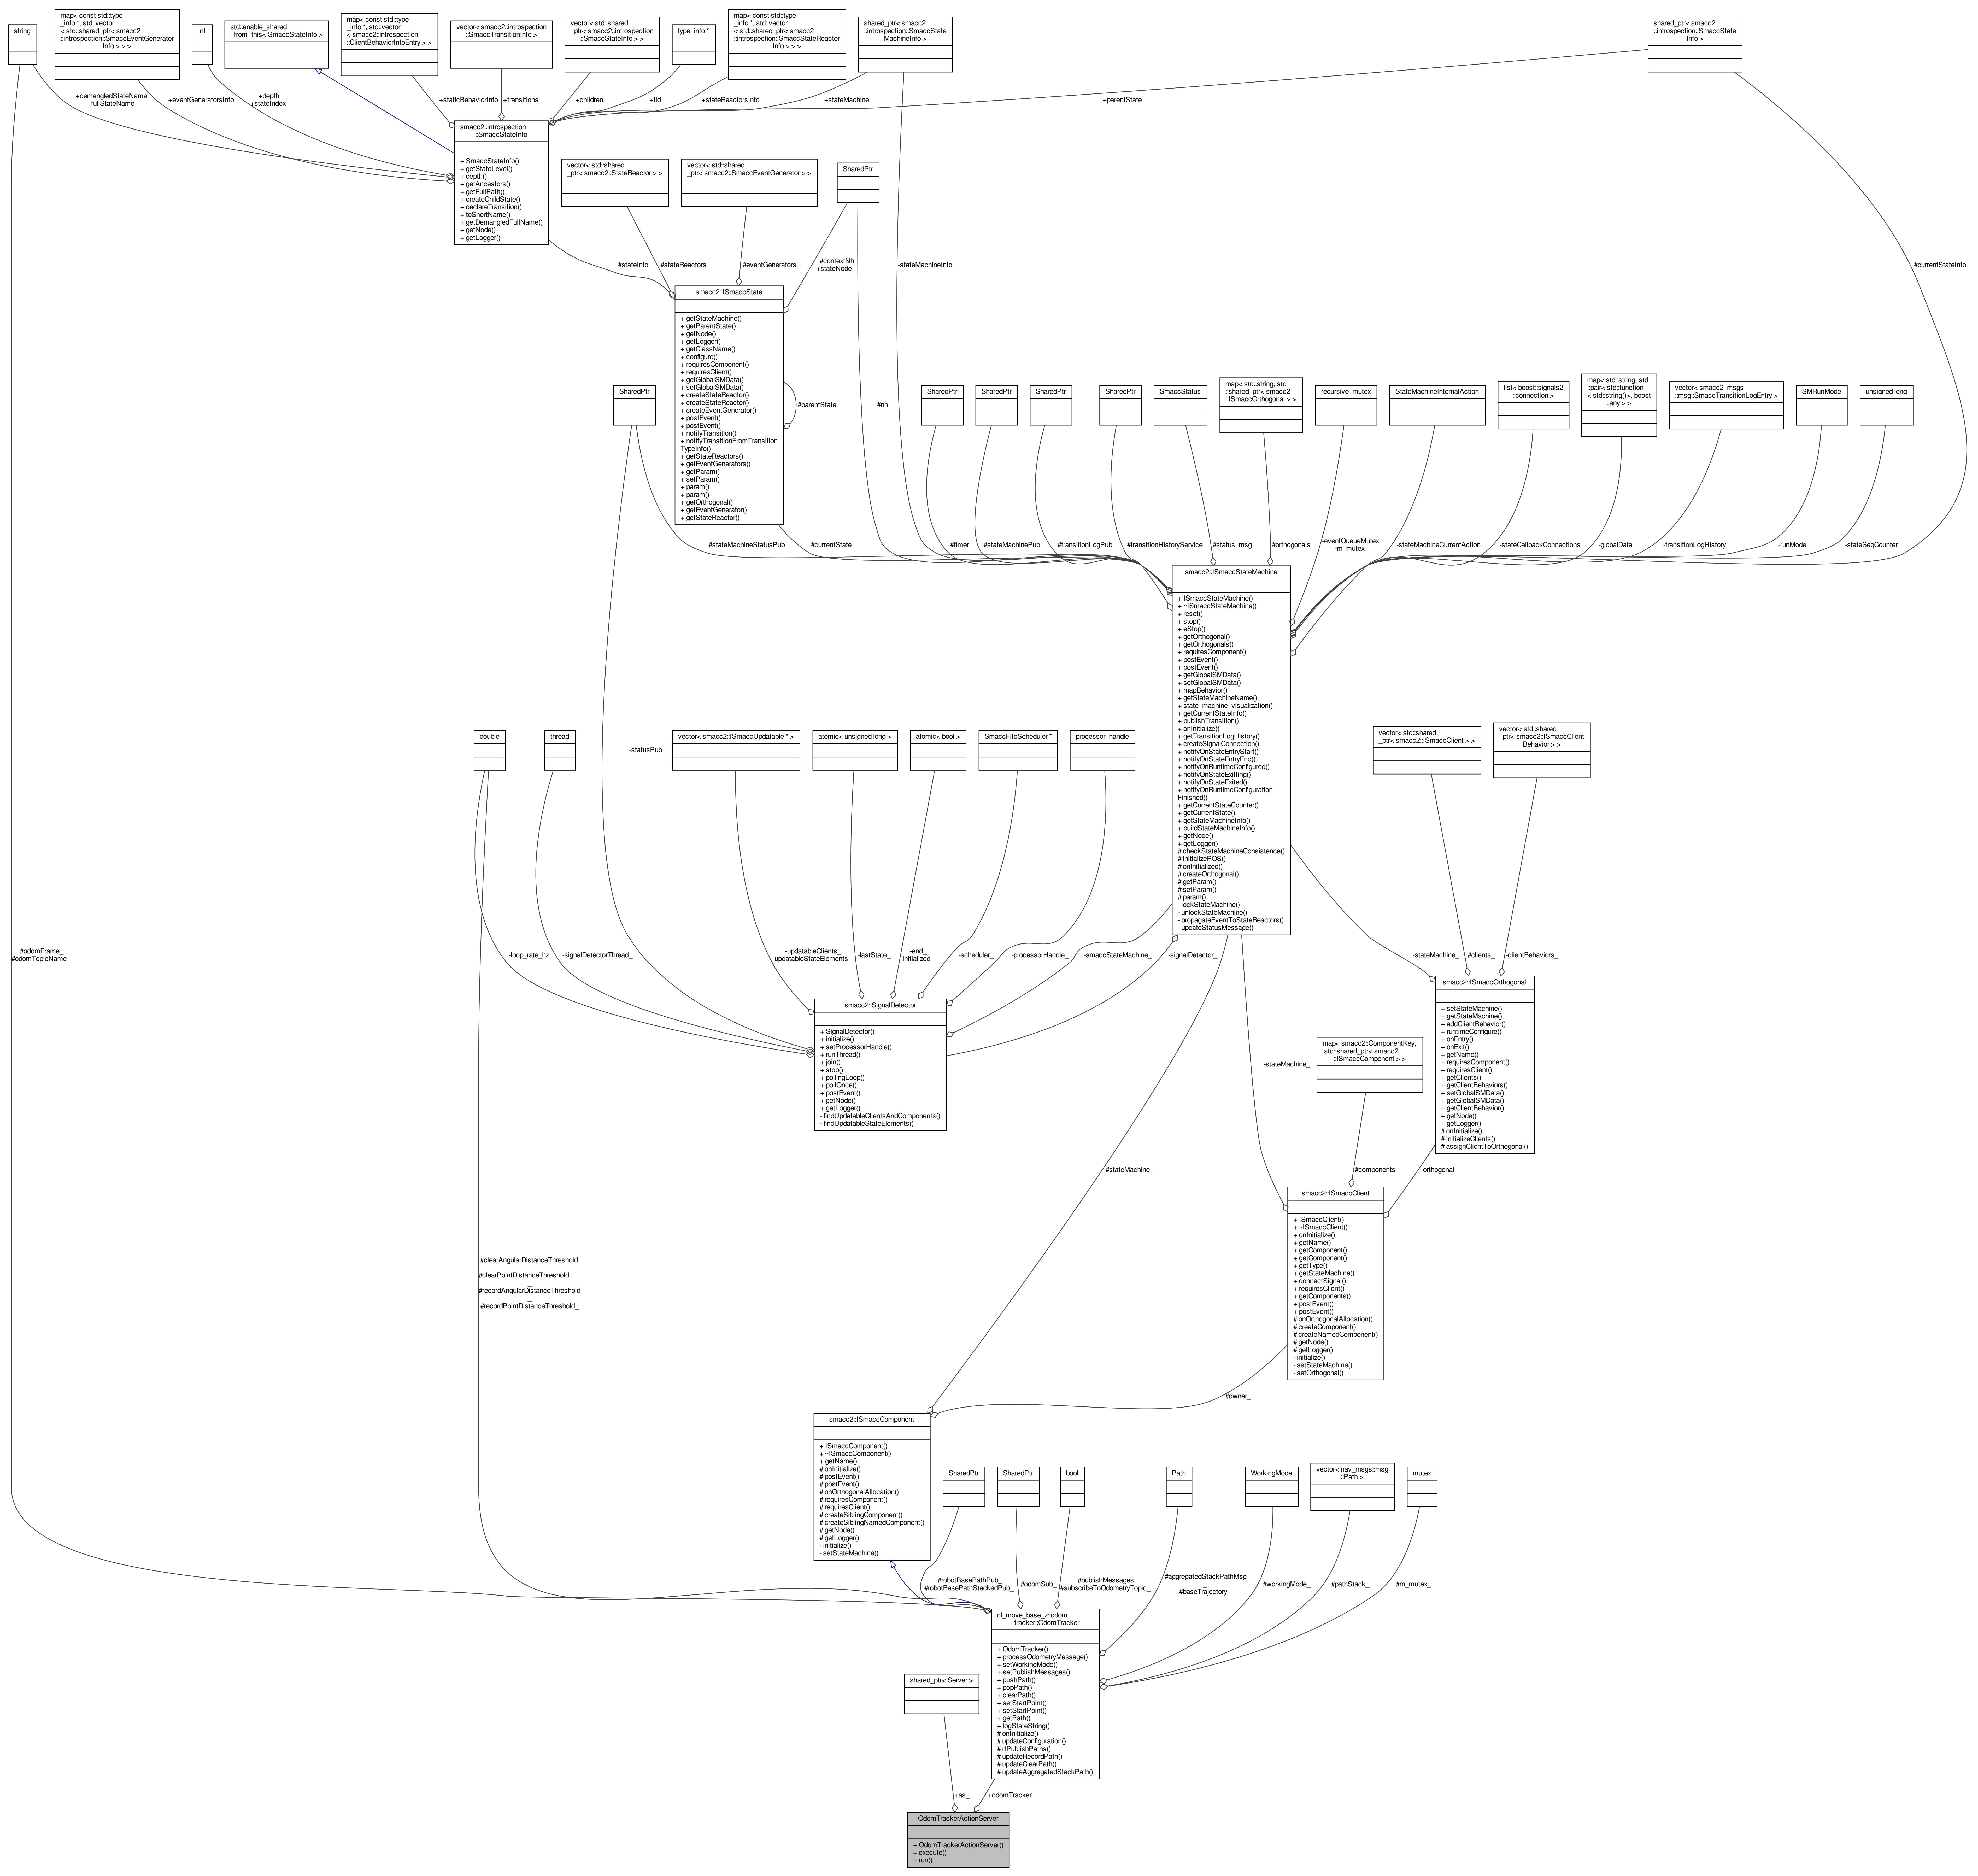 string
map< const std::type
_info *, std::vector
< std::shared_ptr< smacc2
::introspection::SmaccEventGenerator
Info > > >
int
std::enable_shared
_from_this< SmaccStateInfo >
map< const std::type
_info *, std::vector
< smacc2::introspection
::ClientBehaviorInfoEntry > >
vector< smacc2::introspection
::SmaccTransitionInfo >
vector< std::shared
_ptr< smacc2::introspection
::SmaccStateInfo > >
type_info *
map< const std::type
_info *, std::vector
< std::shared_ptr< smacc2
::introspection::SmaccStateReactor
Info > > >
shared_ptr< smacc2
::introspection::SmaccState
MachineInfo >
shared_ptr< smacc2
::introspection::SmaccState
Info >
+demangledStateName
+fullStateName
+eventGeneratorsInfo
+depth_
+stateIndex_
+staticBehaviorInfo
+transitions_
+children_
+tid_
+stateReactorsInfo
+stateMachine_
+parentState_
smacc2::introspection
::SmaccStateInfo
+ SmaccStateInfo()
+ getStateLevel()
+ depth()
+ getAncestors()
+ getFullPath()
+ createChildState()
+ declareTransition()
+ toShortName()
+ getDemangledFullName()
+ getNode()
+ getLogger()
vector< std::shared
_ptr< smacc2::StateReactor > >
vector< std::shared
_ptr< smacc2::SmaccEventGenerator > >
SharedPtr
#stateInfo_
#stateReactors_
#eventGenerators_
#contextNh
+stateNode_
-stateMachineInfo_
#currentStateInfo_
smacc2::ISmaccState
+ getStateMachine()
+ getParentState()
+ getNode()
+ getLogger()
+ getClassName()
+ configure()
+ requiresComponent()
+ requiresClient()
+ getGlobalSMData()
+ setGlobalSMData()
+ createStateReactor()
+ createStateReactor()
+ createEventGenerator()
+ postEvent()
+ postEvent()
+ notifyTransition()
+ notifyTransitionFromTransition
TypeInfo()
+ getStateReactors()
+ getEventGenerators()
+ getParam()
+ setParam()
+ param()
+ param()
+ getOrthogonal()
+ getEventGenerator()
+ getStateReactor()
#parentState_
#nh_
SharedPtr
SharedPtr
SharedPtr
SharedPtr
SharedPtr
SmaccStatus
map< std::string, std
::shared_ptr< smacc2
::ISmaccOrthogonal > >
recursive_mutex
StateMachineInternalAction
list< boost::signals2
::connection >
map< std::string, std
::pair< std::function
< std::string()>, boost
::any > >
vector< smacc2_msgs
::msg::SmaccTransitionLogEntry >
SMRunMode
unsigned long
#stateMachineStatusPub_
#currentState_
#timer_
#stateMachinePub_
#transitionLogPub_
#transitionHistoryService_
#status_msg_
#orthogonals_
-eventQueueMutex_
-m_mutex_
-stateMachineCurrentAction
-stateCallbackConnections
-globalData_
-transitionLogHistory_
-runMode_
-stateSeqCounter_
smacc2::ISmaccStateMachine
+ ISmaccStateMachine()
+ ~ISmaccStateMachine()
+ reset()
+ stop()
+ eStop()
+ getOrthogonal()
+ getOrthogonals()
+ requiresComponent()
+ postEvent()
+ postEvent()
+ getGlobalSMData()
+ setGlobalSMData()
+ mapBehavior()
+ getStateMachineName()
+ state_machine_visualization()
+ getCurrentStateInfo()
+ publishTransition()
+ onInitialize()
+ getTransitionLogHistory()
+ createSignalConnection()
+ notifyOnStateEntryStart()
+ notifyOnStateEntryEnd()
+ notifyOnRuntimeConfigured()
+ notifyOnStateExitting()
+ notifyOnStateExited()
+ notifyOnRuntimeConfiguration
Finished()
+ getCurrentStateCounter()
+ getCurrentState()
+ getStateMachineInfo()
+ buildStateMachineInfo()
+ getNode()
+ getLogger()
# checkStateMachineConsistence()
# initializeROS()
# onInitialized()
# createOrthogonal()
# getParam()
# setParam()
# param()
- lockStateMachine()
- unlockStateMachine()
- propagateEventToStateReactors()
- updateStatusMessage()
double
thread
vector< smacc2::ISmaccUpdatable * >
atomic< unsigned long >
atomic< bool >
SmaccFifoScheduler *
processor_handle
vector< std::shared
_ptr< smacc2::ISmaccClient > >
vector< std::shared
_ptr< smacc2::ISmaccClient
Behavior > >
-statusPub_
#odomFrame_
#odomTopicName_
-loop_rate_hz
-signalDetectorThread_
-updatableClients_
-updatableStateElements_
-lastState_
-end_
-initialized_
-scheduler_
-processorHandle_
-smaccStateMachine_
-signalDetector_
-stateMachine_
#clients_
-clientBehaviors_
smacc2::SignalDetector
+ SignalDetector()
+ initialize()
+ setProcessorHandle()
+ runThread()
+ join()
+ stop()
+ pollingLoop()
+ pollOnce()
+ postEvent()
+ getNode()
+ getLogger()
- findUpdatableClientsAndComponents()
- findUpdatableStateElements()
smacc2::ISmaccOrthogonal
+ setStateMachine()
+ getStateMachine()
+ addClientBehavior()
+ runtimeConfigure()
+ onEntry()
+ onExit()
+ getName()
+ requiresComponent()
+ requiresClient()
+ getClients()
+ getClientBehaviors()
+ setGlobalSMData()
+ getGlobalSMData()
+ getClientBehavior()
+ getNode()
+ getLogger()
# onInitialize()
# initializeClients()
# assignClientToOrthogonal()
map< smacc2::ComponentKey,
std::shared_ptr< smacc2
::ISmaccComponent > >
-stateMachine_
#stateMachine_
#components_
-orthogonal_
smacc2::ISmaccClient
+ ISmaccClient()
+ ~ISmaccClient()
+ onInitialize()
+ getName()
+ getComponent()
+ getComponent()
+ getType()
+ getStateMachine()
+ connectSignal()
+ requiresClient()
+ getComponents()
+ postEvent()
+ postEvent()
# onOrthogonalAllocation()
# createComponent()
# createNamedComponent()
# getNode()
# getLogger()
- initialize()
- setStateMachine()
- setOrthogonal()
#clearAngularDistanceThreshold
_
#clearPointDistanceThreshold
_
#recordAngularDistanceThreshold
_
#recordPointDistanceThreshold_
#owner_
smacc2::ISmaccComponent
+ ISmaccComponent()
+ ~ISmaccComponent()
+ getName()
# onInitialize()
# postEvent()
# postEvent()
# onOrthogonalAllocation()
# requiresComponent()
# requiresClient()
# createSiblingComponent()
# createSiblingNamedComponent()
# getNode()
# getLogger()
- initialize()
- setStateMachine()
SharedPtr
SharedPtr
bool
Path
WorkingMode
vector< nav_msgs::msg
::Path >
mutex
#robotBasePathPub_
#robotBasePathStackedPub_
#odomSub_
#publishMessages
#subscribeToOdometryTopic_
#aggregatedStackPathMsg
_
#baseTrajectory_
#workingMode_
#pathStack_
#m_mutex_
cl_move_base_z::odom
_tracker::OdomTracker
+ OdomTracker()
+ processOdometryMessage()
+ setWorkingMode()
+ setPublishMessages()
+ pushPath()
+ popPath()
+ clearPath()
+ setStartPoint()
+ setStartPoint()
+ getPath()
+ logStateString()
# onInitialize()
# updateConfiguration()
# rtPublishPaths()
# updateRecordPath()
# updateClearPath()
# updateAggregatedStackPath()
shared_ptr< Server >
+as_
+odomTracker
OdomTrackerActionServer
+ OdomTrackerActionServer()
+ execute()
+ run()